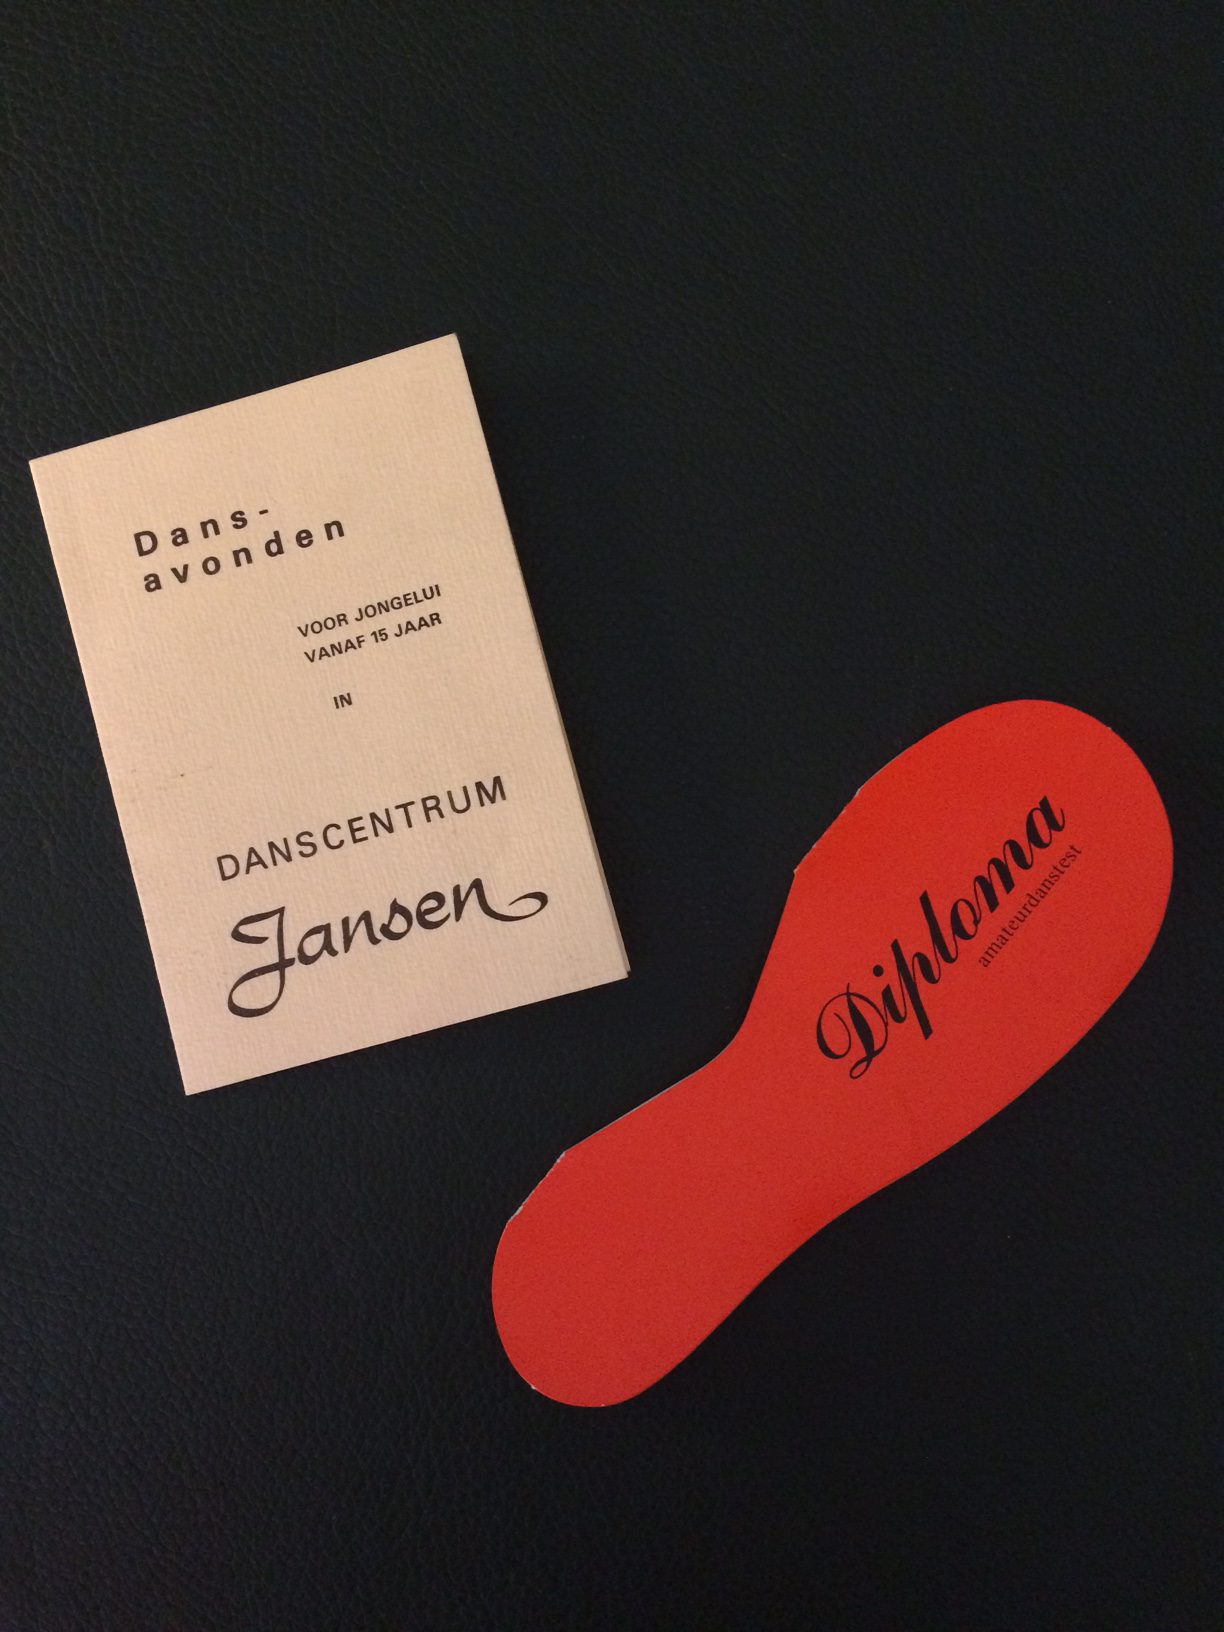 Dans-
avonden
VOOR JONGELUI
VANAF 15 JAAR
IN
DANSCENTRUM
Jansen
Diploma
amateurdanstest